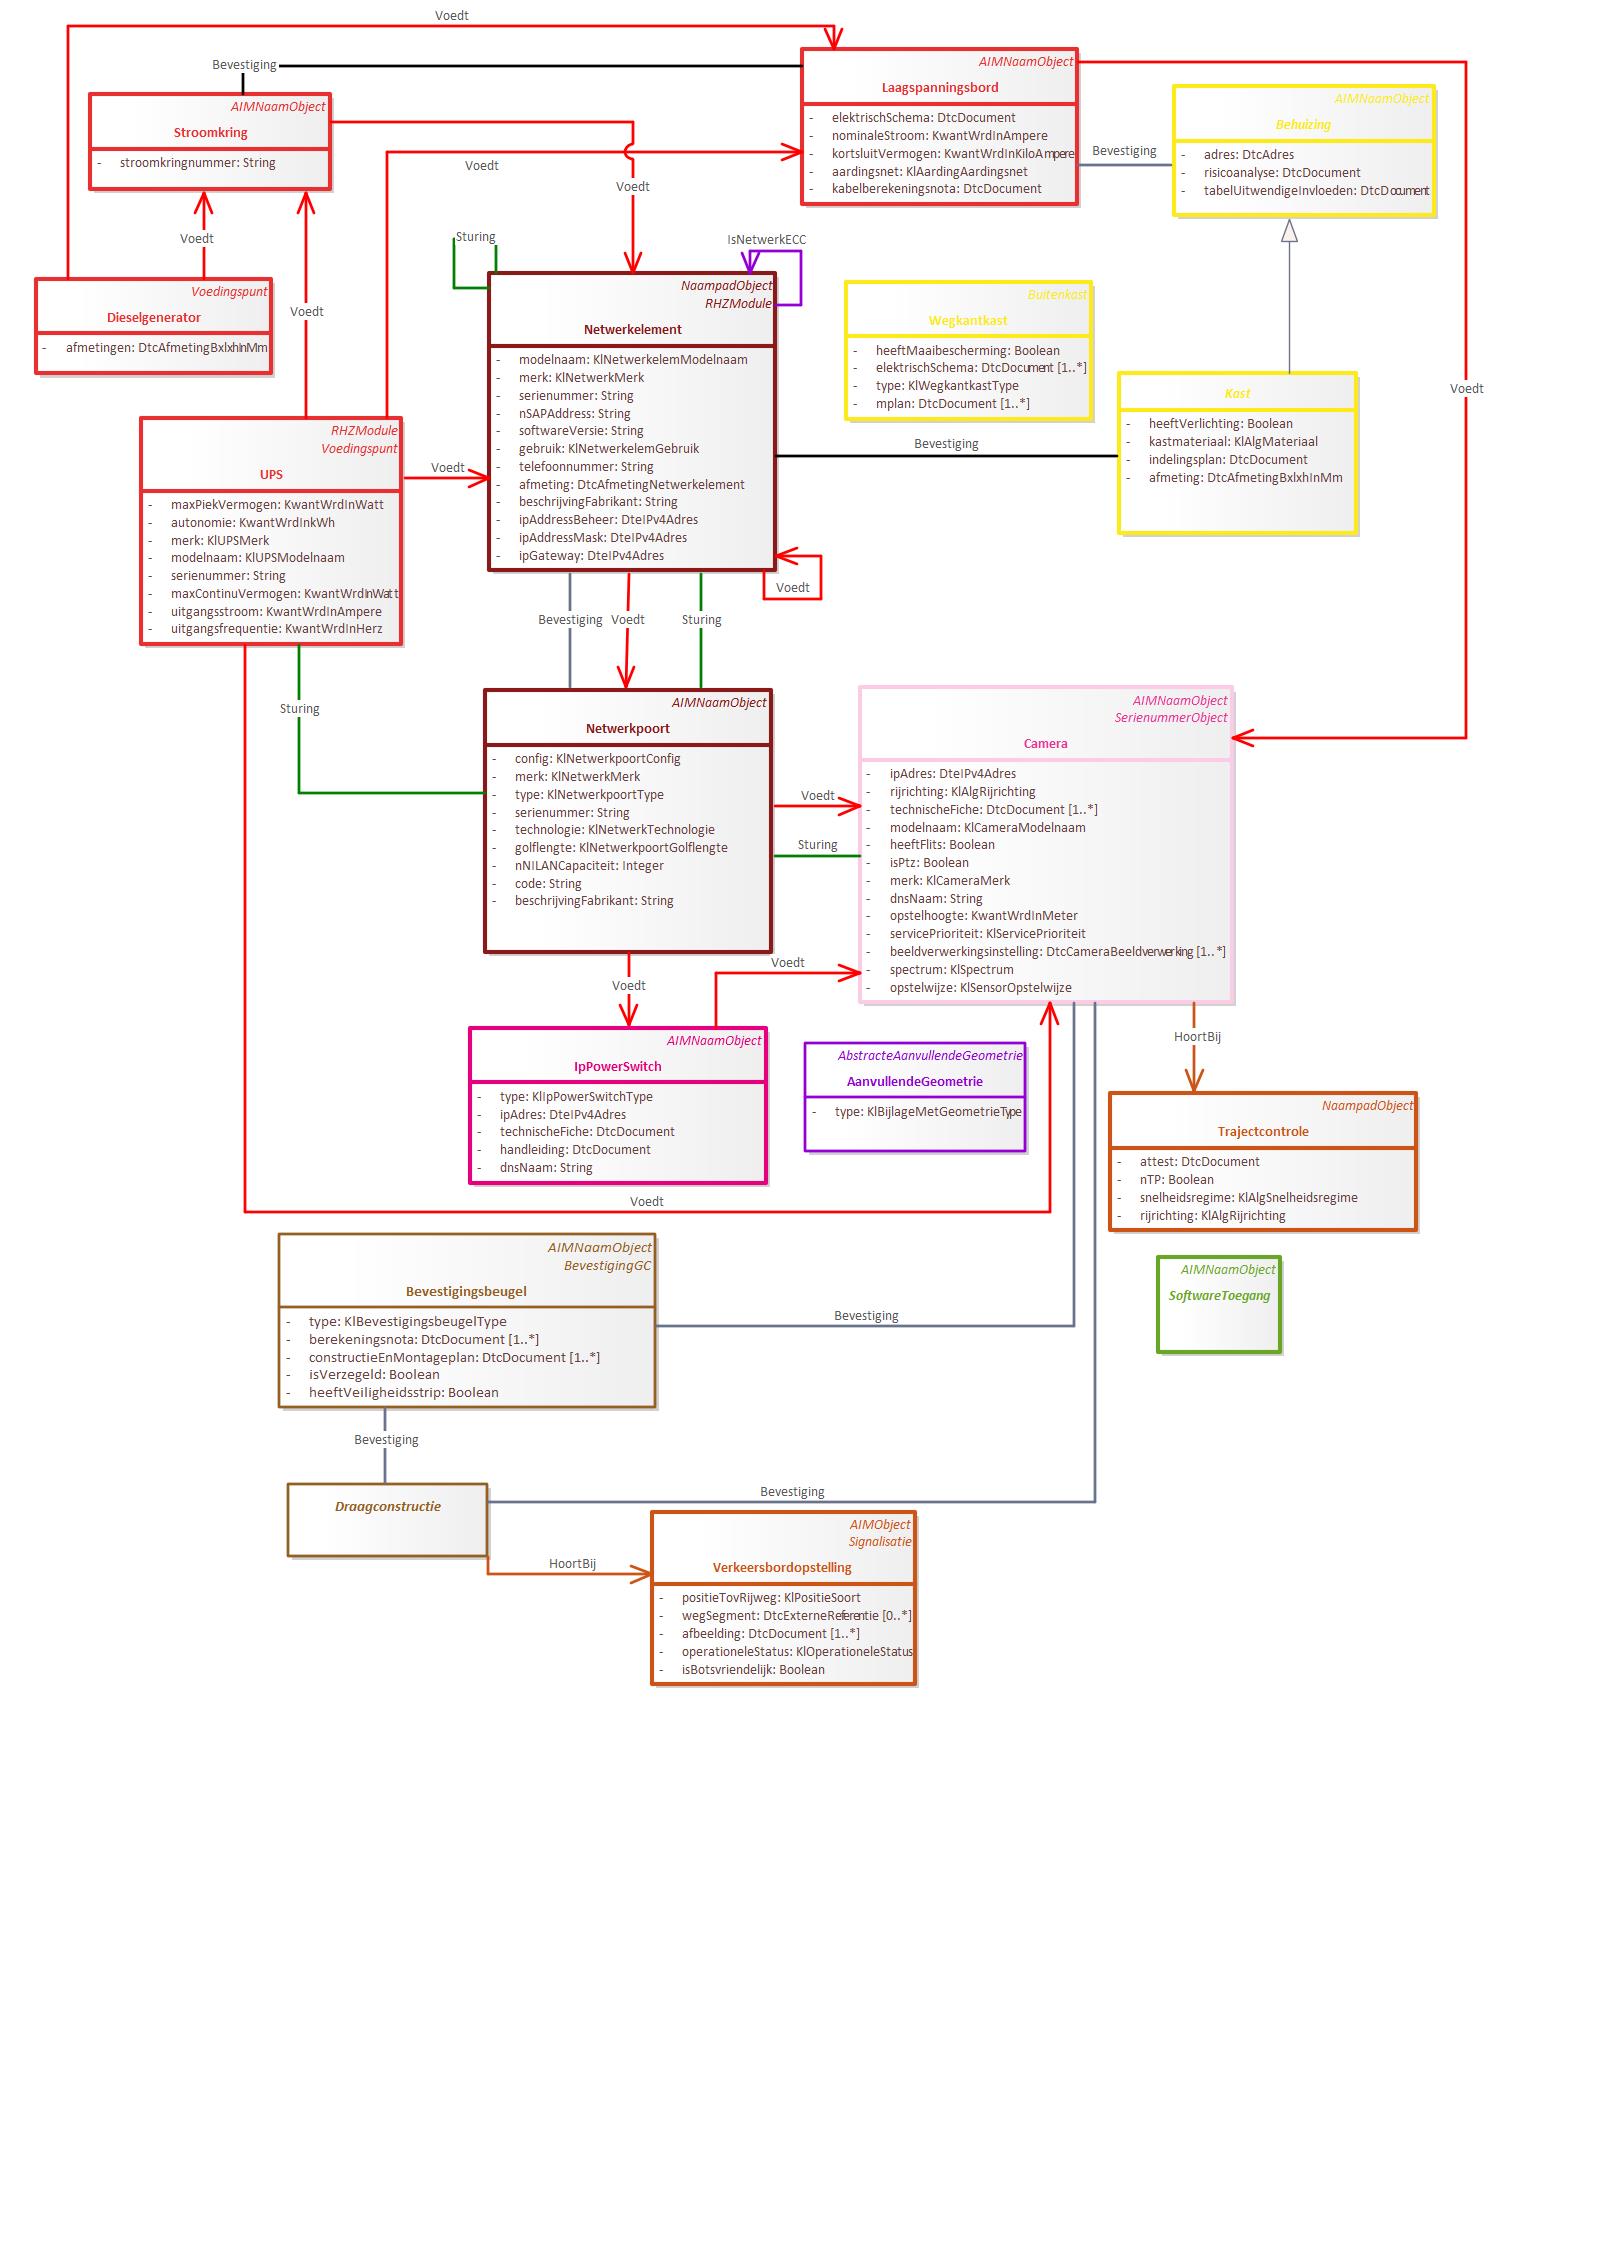 Voedt
Bevestiging
AIMNaamObject
Laagspanningsbord
- elektrischSchema: DtcDocument
- nominaleStroom: KwantWrdInAmpere
- kortsluitVermogen: KwantWrdInKiloAmpere
- aardingsnet: KlAardingAardingsnet
- kabelberekeningsnota: DtcDocument
AIMNaamObject
Behuizing
- adres: DtcAdres
- risicoanalyse: DtcDocument
- tabelUitwendigeInvloeden: DtcDocument
Bevestiging
AIMNaamObject
Stroomkring
- stroomkringnummer: String
Voedt
Voedt
Voedt
Voedt
Sturing
IsNetwerkECC
Voedingspunt
Dieselgenerator
- afmetingen: DtcAfmetingBxlxhInMm
NaampadObject
RHZModule
Netwerkelement
- modelnaam: KlNetwerkelemModelnaam
- merk: KlNetwerkMerk
- serienummer: String
- nSAPAddress: String
- softwareVersie: String
- gebruik: KlNetwerkelemGebruik
- telefoonnummer: String
- afmeting: DtcAfmetingNetwerkelement
- beschrijvingFabrikant: String
- ipAddressBeheer: DteIPv4Adres
- ipAddressMask: DteIPv4Adres
- ipGateway: DteIPv4Adres
Buitenkast
Wegkantkast
- heeftMaaibescherming: Boolean
- elektrischSchema: DtcDocument [1..*]
- type: KlWegkantkastType
- mplan: DtcDocument [1..*]
Kast
- heeftVerlichting: Boolean
- kastmateriaal: KlAlgMateriaal
- indelingsplan: DtcDocument
- afmeting: DtcAfmetingBxlxhInMm
Voedt
Bevestiging
RHZModule
Voedingspunt
UPS
- maxPiekVermogen: KwantWrdInWatt
- autonomie: KwantWrdInkWh
- merk: KlUPSMerk
- modelnaam: KlUPSModelnaam
- serienummer: String
- maxContinuVermogen: KwantWrdInWatt
- uitgangsstroom: KwantWrdInAmpere
- uitgangsfrequentie: KwantWrdInHerz
Voedt
Voedt
Bevestiging
Voedt
Sturing
Sturing
AIMNaamObject
Netwerkpoort
- config: KlNetwerkpoortConfig
- merk: KlNetwerkMerk
- type: KlNetwerkpoortType
- serienummer: String
- technologie: KlNetwerkTechnologie
- golflengte: KlNetwerkpoortGolflengte
- nNILANCapaciteit: Integer
- code: String
- beschrijvingFabrikant: String
AIMNaamObject
SerienummerObject
Camera
- ipAdres: DteIPv4Adres
- rijrichting: KlAlgRijrichting
- technischeFiche: DtcDocument [1..*]
- modelnaam: KlCameraModelnaam
- heeftFlits: Boolean
- isPtz: Boolean
- merk: KlCameraMerk
- dnsNaam: String
- opstelhoogte: KwantWrdInMeter
- servicePrioriteit: KlServicePrioriteit
- beeldverwerkingsinstelling: DtcCameraBeeldverwerking [1..*]
- spectrum: KlSpectrum
- opstelwijze: KlSensorOpstelwijze
Voedt
Sturing
Voedt
Voedt
HoortBij
AIMNaamObject
IpPowerSwitch
- type: KlIpPowerSwitchType
- ipAdres: DteIPv4Adres
- technischeFiche: DtcDocument
- handleiding: DtcDocument
- dnsNaam: String
AbstracteAanvullendeGeometrie
AanvullendeGeometrie
- type: KlBijlageMetGeometrieType
NaampadObject
Trajectcontrole
- attest: DtcDocument
- nTP: Boolean
- snelheidsregime: KlAlgSnelheidsregime
- rijrichting: KlAlgRijrichting
Voedt
AIMNaamObject
BevestigingGC
Bevestigingsbeugel
- type: KlBevestigingsbeugelType
- berekeningsnota: DtcDocument [1..*]
- constructieEnMontageplan: DtcDocument [1..*]
- isVerzegeld: Boolean
- heeftVeiligheidsstrip: Boolean
AIMNaamObject
SoftwareToegang
Bevestiging
Bevestiging
Draagconstructie
Bevestiging
HoortBij
AIMObject
Signalisatie
Verkeersbordopstelling
- positieTovRijweg: KlPositieSoort
- wegSegment: DtcExterneReferentie [0..*]
- afbeelding: DtcDocument [1..*]
- operationeleStatus: KlOperationeleStatus
- isBotsvriendelijk: Boolean